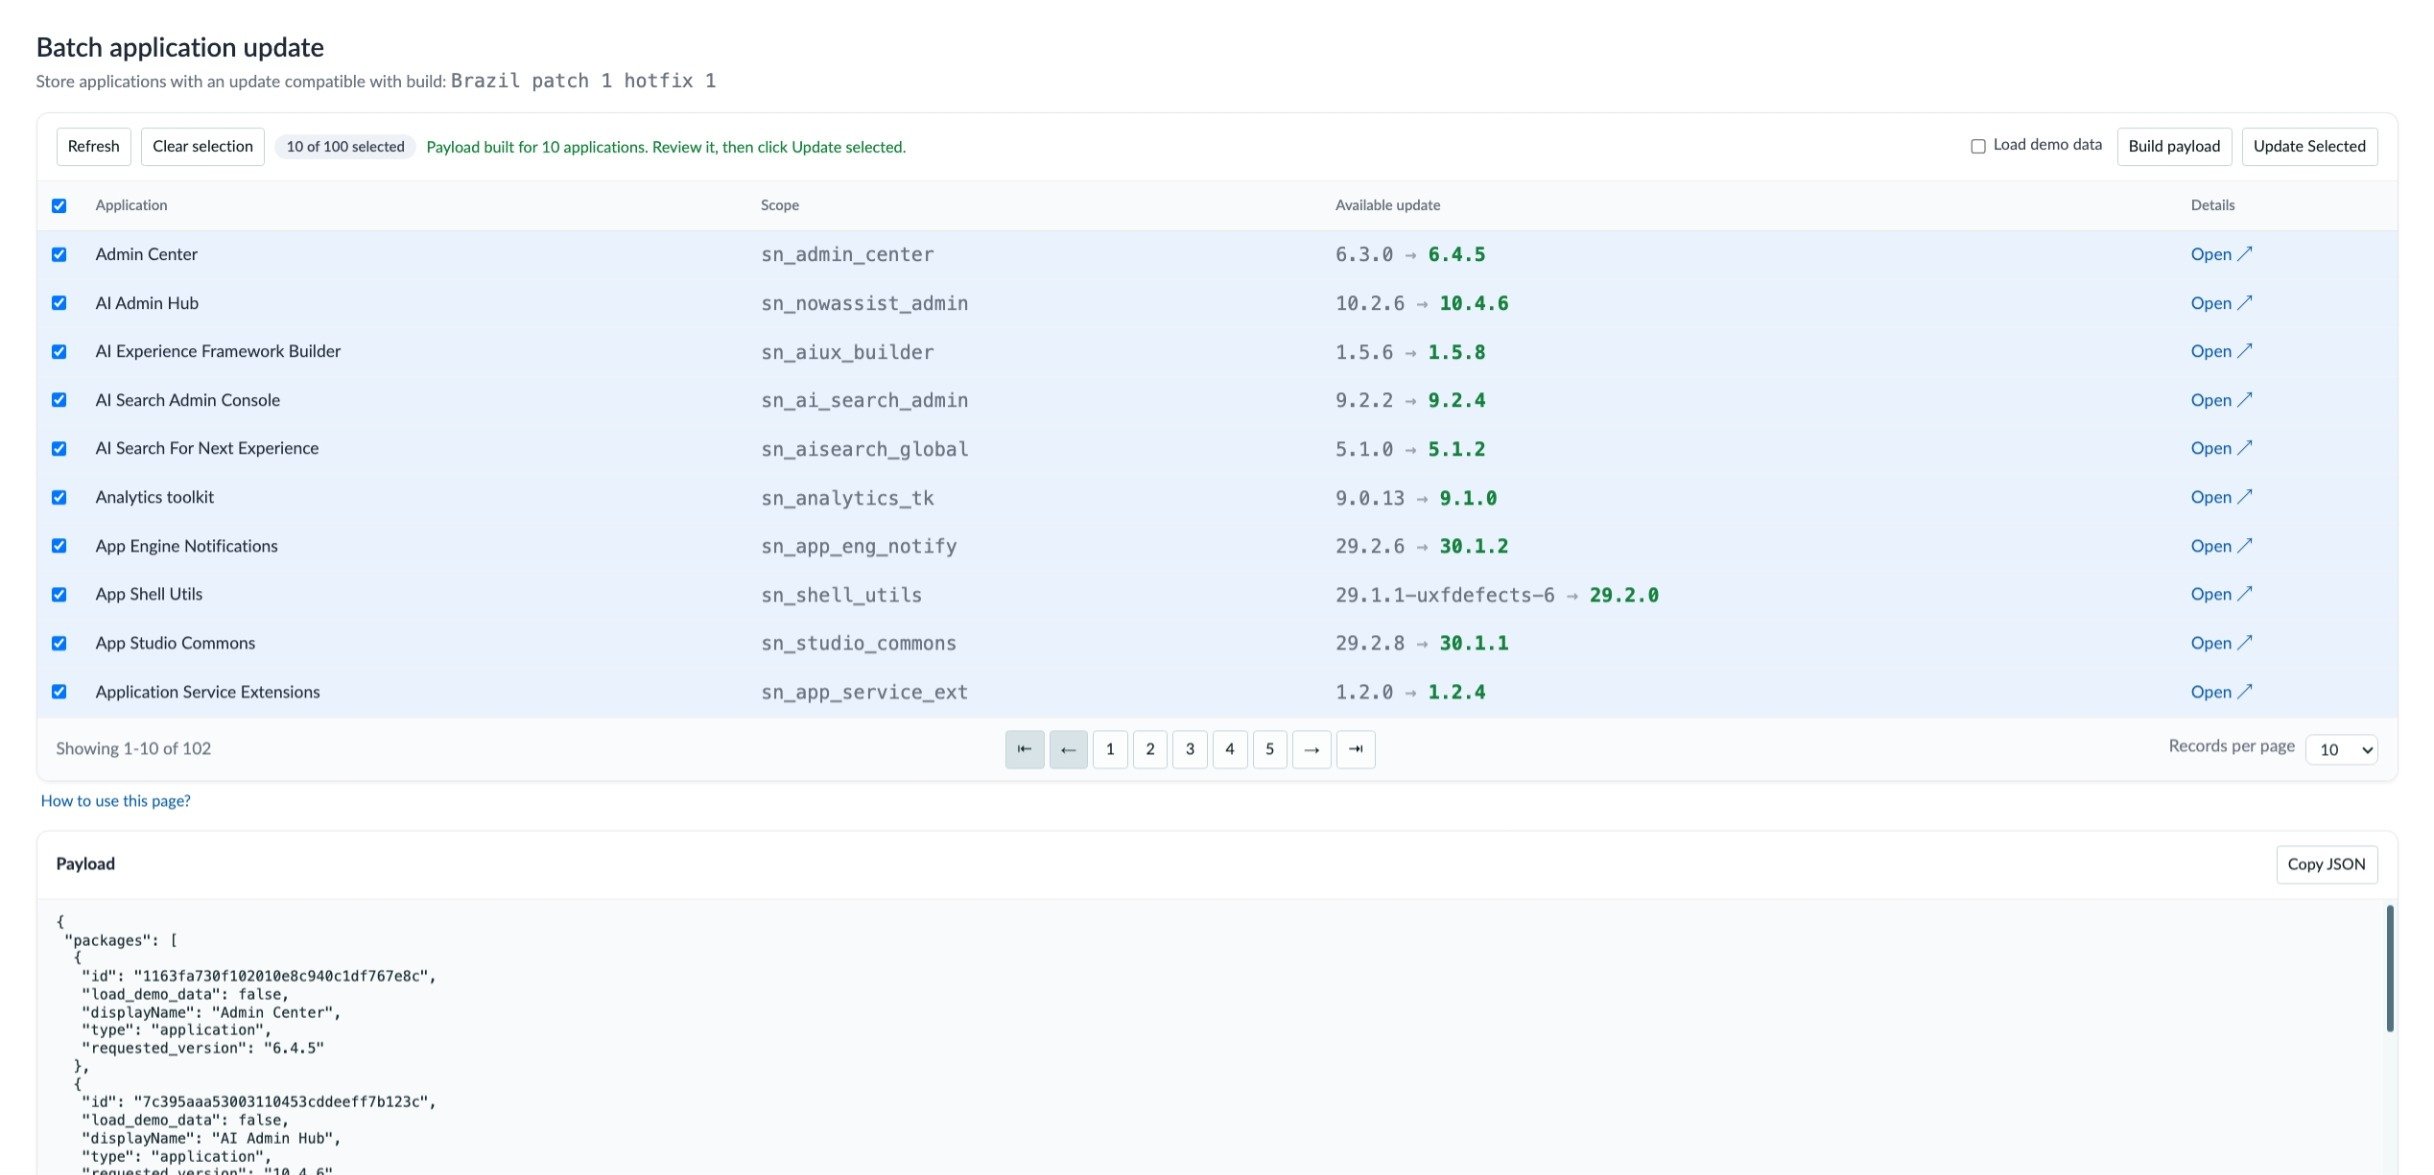 Batch application update
Store applications with an update compatible with build: Brazil patch 1 hotfix 1
Refresh Clear selection 10 of 100 selected Payload built for 10 applications. Review it, then click Update selected. Load demo data Build payload Update Selected
Application Scope Available update Details
Admin Center sn_admin_center 6.3.0 → 6.4.5 Open ↗
AI Admin Hub sn_nowassist_admin 10.2.6 → 10.4.6 Open ↗
AI Experience Framework Builder sn_aiux_builder 1.5.6 → 1.5.8 Open ↗
AI Search Admin Console sn_ai_search_admin 9.2.2 → 9.2.4 Open ↗
AI Search For Next Experience sn_aisearch_global 5.1.0 → 5.1.2 Open ↗
Analytics toolkit sn_analytics_tk 9.0.13 → 9.1.0 Open ↗
App Engine Notifications sn_app_eng_notify 29.2.6 → 30.1.2 Open ↗
App Shell Utils sn_shell_utils 29.1.1-uxfdefects-6 → 29.2.0 Open ↗
App Studio Commons sn_studio_commons 29.2.8 → 30.1.1 Open ↗
Application Service Extensions sn_app_service_ext 1.2.0 → 1.2.4 Open ↗
Showing 1-10 of 102 ⇤ ← 1 2 3 4 5 → ⇥ Records per page 10
How to use this page?
Payload Copy JSON
{
"packages": [
{
"id": "1163fa730f102010e8c940c1df767e8c",
"load_demo_data": false,
"displayName": "Admin Center",
"type": "application",
"requested_version": "6.4.5"
},
{
"id": "7c395aaa53003110453cddeeff7b123c",
"load_demo_data": false,
"displayName": "AI Admin Hub",
"type": "application",
"requested_version": "10.4.6"